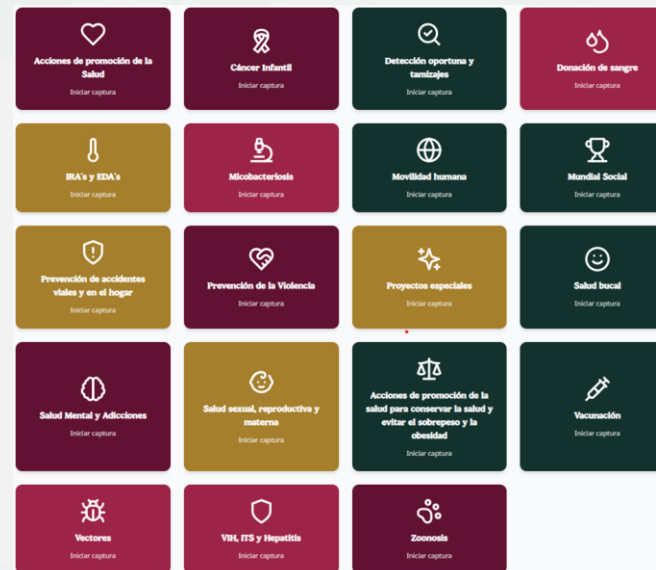 Acciones de promoción de la
Salud
Iniciar captura
Cáncer Infantil
Iniciar captura
Detección oportuna y
tamizajes
Iniciar captura
Donación de sangre
Iniciar captura
IRA's y EDA's
Iniciar captura
Micobacteriosis
Iniciar captura
Movilidad humana
Iniciar captura
Mundial Social
Iniciar captura
Prevención de accidentes
viales y en el hogar
Iniciar captura
Prevención de la Violencia
Iniciar captura
Proyectos especiales
Iniciar captura
Salud bucal
Iniciar captura
Salud Mental y Adicciones
Iniciar captura
Salud sexual, reproductiva y
materna
Iniciar captura
Acciones de promoción de la
salud para conservar la salud y
evitar el sobrepeso y la
obesidad
Iniciar captura
Vacunación
Iniciar captura
Vectores
Iniciar captura
VIH, ITS y Hepatitis
Iniciar captura
Zoonosis
Iniciar captura